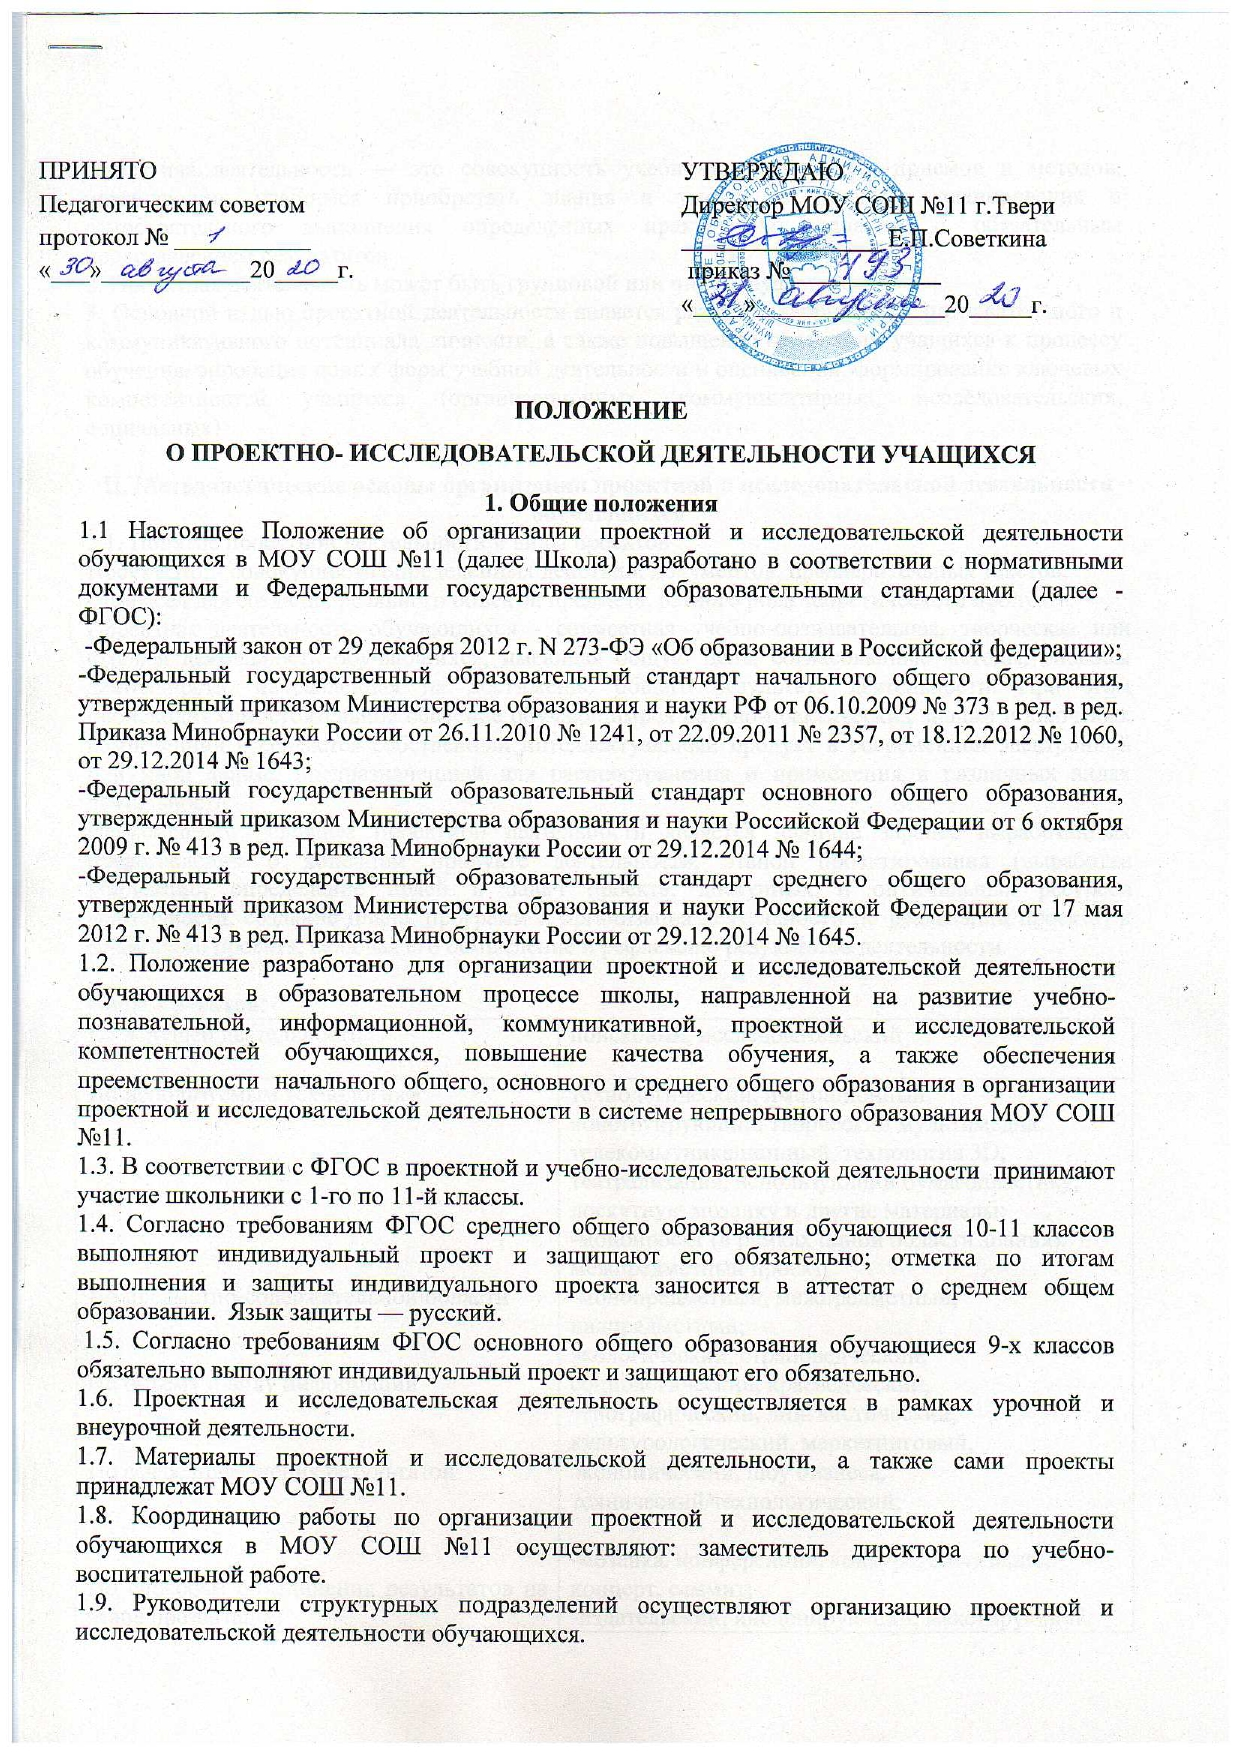 ПРИНЯТО
Педагогическим советом
протокол № 1
« 30 » августа 20 20 г.
УТВЕРЖДАЮ
Директор МОУ СОШ №11 г.Твери
Е.П.Советкина
приказ № 193
« 31 » августа 20 20 г.
ПОЛОЖЕНИЕ
О ПРОЕКТНО- ИССЛЕДОВАТЕЛЬСКОЙ ДЕЯТЕЛЬНОСТИ УЧАЩИХСЯ
1. Общие положения
1.1 Настоящее Положение об организации проектной и исследовательской деятельности
обучающихся в МОУ СОШ №11 (далее Школа) разработано в соответствии с нормативными
документами и Федеральными государственными образовательными стандартами (далее -
ФГОС):
-Федеральный закон от 29 декабря 2012 г. N 273-ФЭ «Об образовании в Российской федерации»;
-Федеральный государственный образовательный стандарт начального общего образования,
утвержденный приказом Министерства образования и науки РФ от 06.10.2009 № 373 в ред. в ред.
Приказа Минобрнауки России от 26.11.2010 № 1241, от 22.09.2011 № 2357, от 18.12.2012 № 1060,
от 29.12.2014 № 1643;
-Федеральный государственный образовательный стандарт основного общего образования,
утвержденный приказом Министерства образования и науки Российской Федерации от 6 октября
2009 г. № 413 в ред. Приказа Минобрнауки России от 29.12.2014 № 1644;
-Федеральный государственный образовательный стандарт среднего общего образования,
утвержденный приказом Министерства образования и науки Российской Федерации от 17 мая
2012 г. № 413 в ред. Приказа Минобрнауки России от 29.12.2014 № 1645.
1.2. Положение разработано для организации проектной и исследовательской деятельности
обучающихся в образовательном процессе школы, направленной на развитие учебно-
познавательной, информационной, коммуникативной, проектной и исследовательской
компетентностей обучающихся, повышение качества обучения, а также обеспечения
преемственности начального общего, основного и среднего общего образования в организации
проектной и исследовательской деятельности в системе непрерывного образования МОУ СОШ
№11.
1.3. В соответствии с ФГОС в проектной и учебно-исследовательской деятельности принимают
участие школьники с 1-го по 11-й классы.
1.4. Согласно требованиям ФГОС среднего общего образования обучающиеся 10-11 классов
выполняют индивидуальный проект и защищают его обязательно; отметка по итогам
выполнения и защиты индивидуального проекта заносится в аттестат о среднем общем
образовании. Язык защиты — русский.
1.5. Согласно требованиям ФГОС основного общего образования обучающиеся 9-х классов
обязательно выполняют индивидуальный проект и защищают его обязательно.
1.6. Проектная и исследовательская деятельность осуществляется в рамках урочной и
внеурочной деятельности.
1.7. Материалы проектной и исследовательской деятельности, а также сами проекты
принадлежат МОУ СОШ №11.
1.8. Координацию работы по организации проектной и исследовательской деятельности
обучающихся в МОУ СОШ №11 осуществляют: заместитель директора по учебно-
воспитательной работе.
1.9. Руководители структурных подразделений осуществляют организацию проектной и
исследовательской деятельности обучающихся.